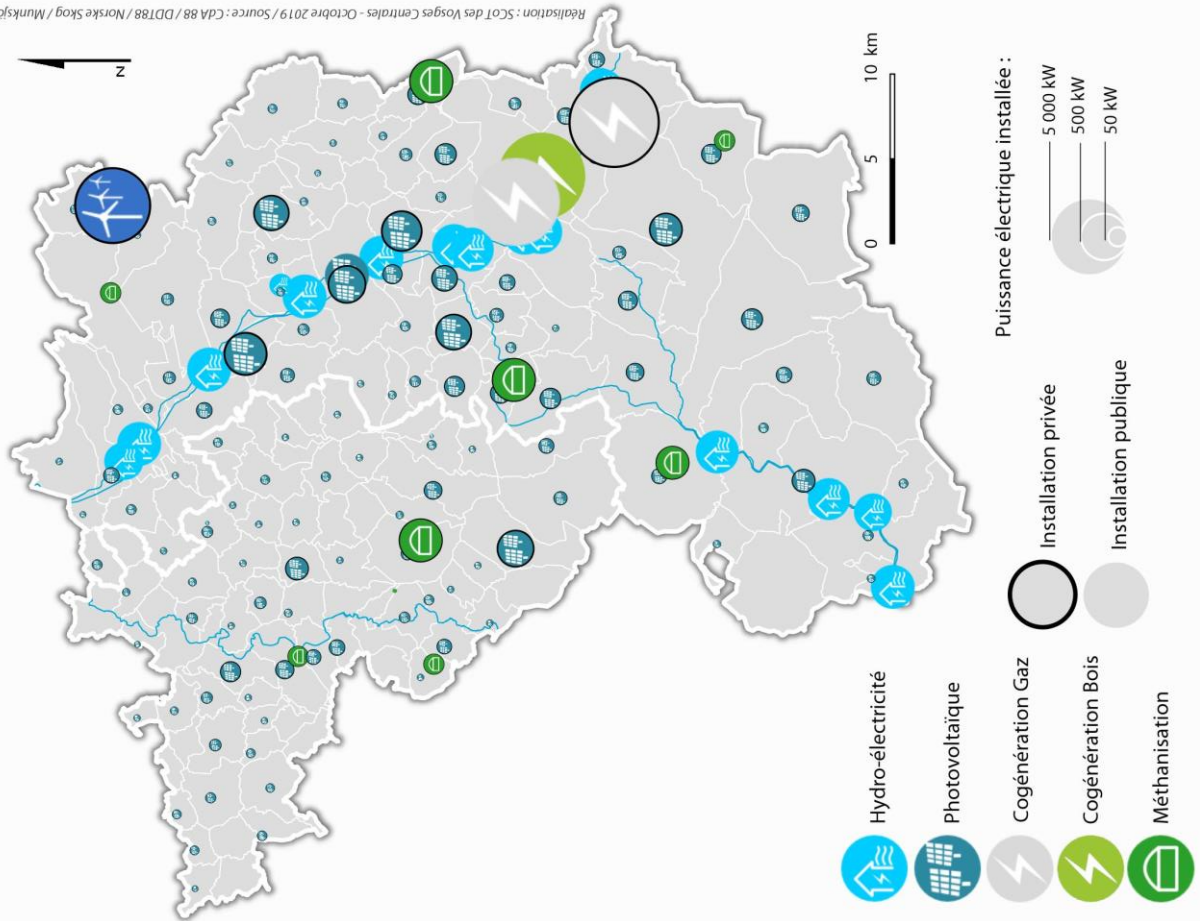 Réalisation : SCoT des Vosges Centrales - Octobre 2019 / Source : CdA 88 / DDT88 / Norske Skog / Munksjö
N
0
5
10 km
Hydro-électricité
Photovoltaïque
Cogénération Gaz
Cogénération Bois
Méthanisation
Installation privée
Installation publique
Puissance électrique installée :
5 000 kW
500 kW
50 kW